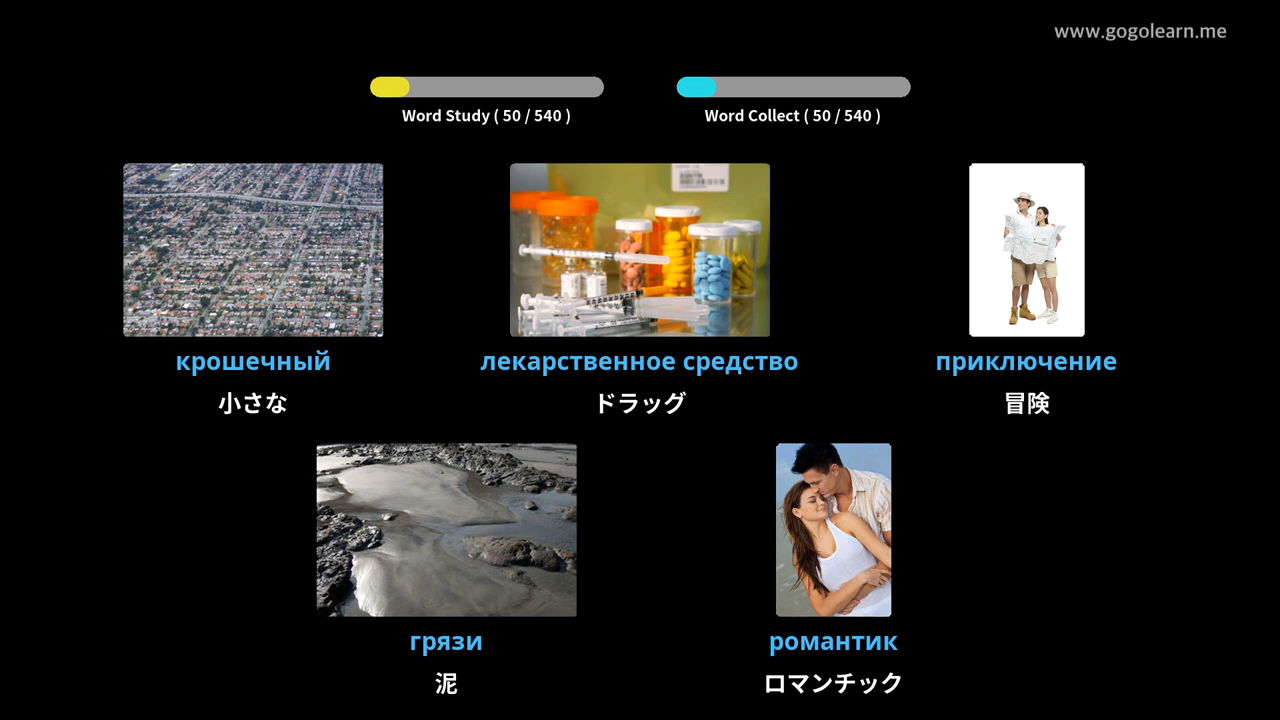 www.gogolearn.me
Word Study ( 50 / 540 )
Word Collect ( 50 / 540 )
крошечный
小さな
лекарственное средство
ドラッグ
приключение
冒険
грязи
泥
романтик
ロマンチック